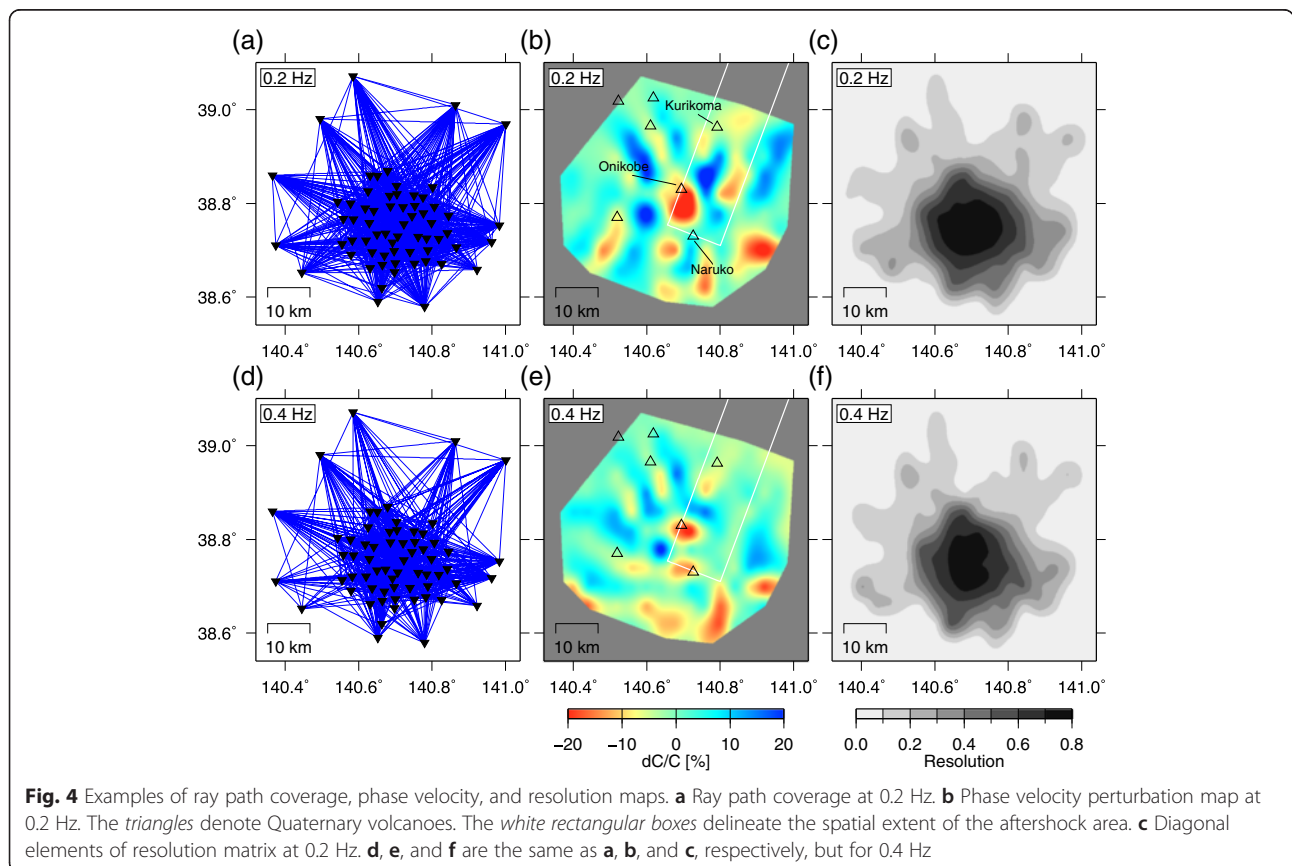 (a) (b) (c)
0.2 Hz 0.2 Hz 0.2 Hz
39.0°
38.8°
38.6°
Kurikoma
Onikobe
Naruko
10 km 10 km 10 km
140.4° 140.6° 140.8° 141.0° 140.4° 140.6° 140.8° 141.0° 140.4° 140.6° 140.8° 141.0°
(d) (e) (f)
0.4 Hz 0.4 Hz 0.4 Hz
39.0°
38.8°
38.6°
10 km 10 km 10 km
140.4° 140.6° 140.8° 141.0° 140.4° 140.6° 140.8° 141.0° 140.4° 140.6° 140.8° 141.0°
−20 −10 0 10 20
dC/C [%]
0.0 0.2 0.4 0.6 0.8
Resolution
Fig. 4 Examples of ray path coverage, phase velocity, and resolution maps. a Ray path coverage at 0.2 Hz. b Phase velocity perturbation map at
0.2 Hz. The triangles denote Quaternary volcanoes. The white rectangular boxes delineate the spatial extent of the aftershock area. c Diagonal
elements of resolution matrix at 0.2 Hz. d, e, and f are the same as a, b, and c, respectively, but for 0.4 Hz